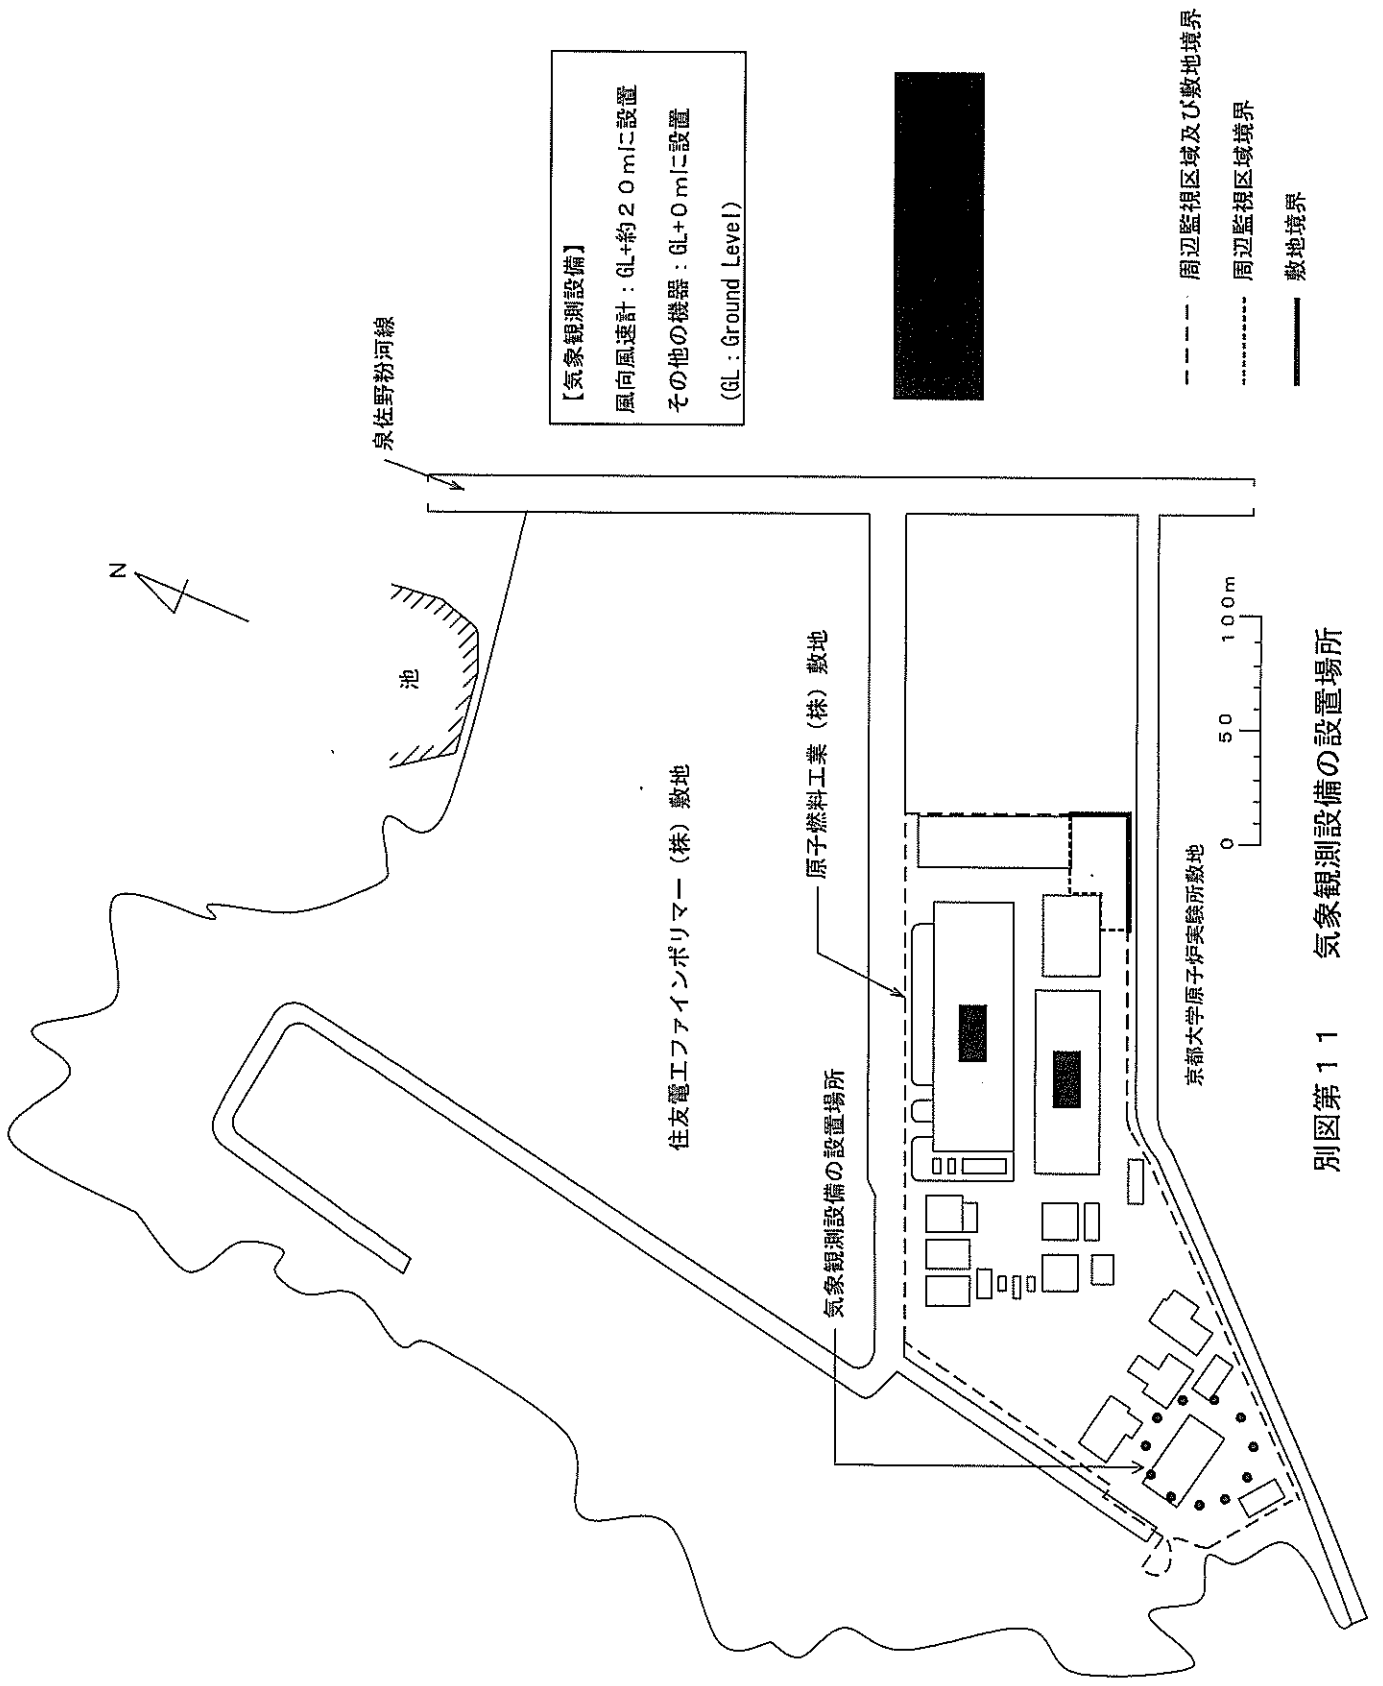 泉佐野粉河線
【気象観測設備】
風向風速計：GL+約２０mに設置
その他の機器：GL+0mに設置
(GL：Ground Level)
N
池
住友電工ファインポリマー（株）敷地
原子燃料工業（株）敷地
気象観測設備の設置場所
京都大学原子炉実験所敷地
0 50 100m
周辺監視区域及び敷地境界
周辺監視区域境界
敷地境界
別図第１１ 気象観測設備の設置場所